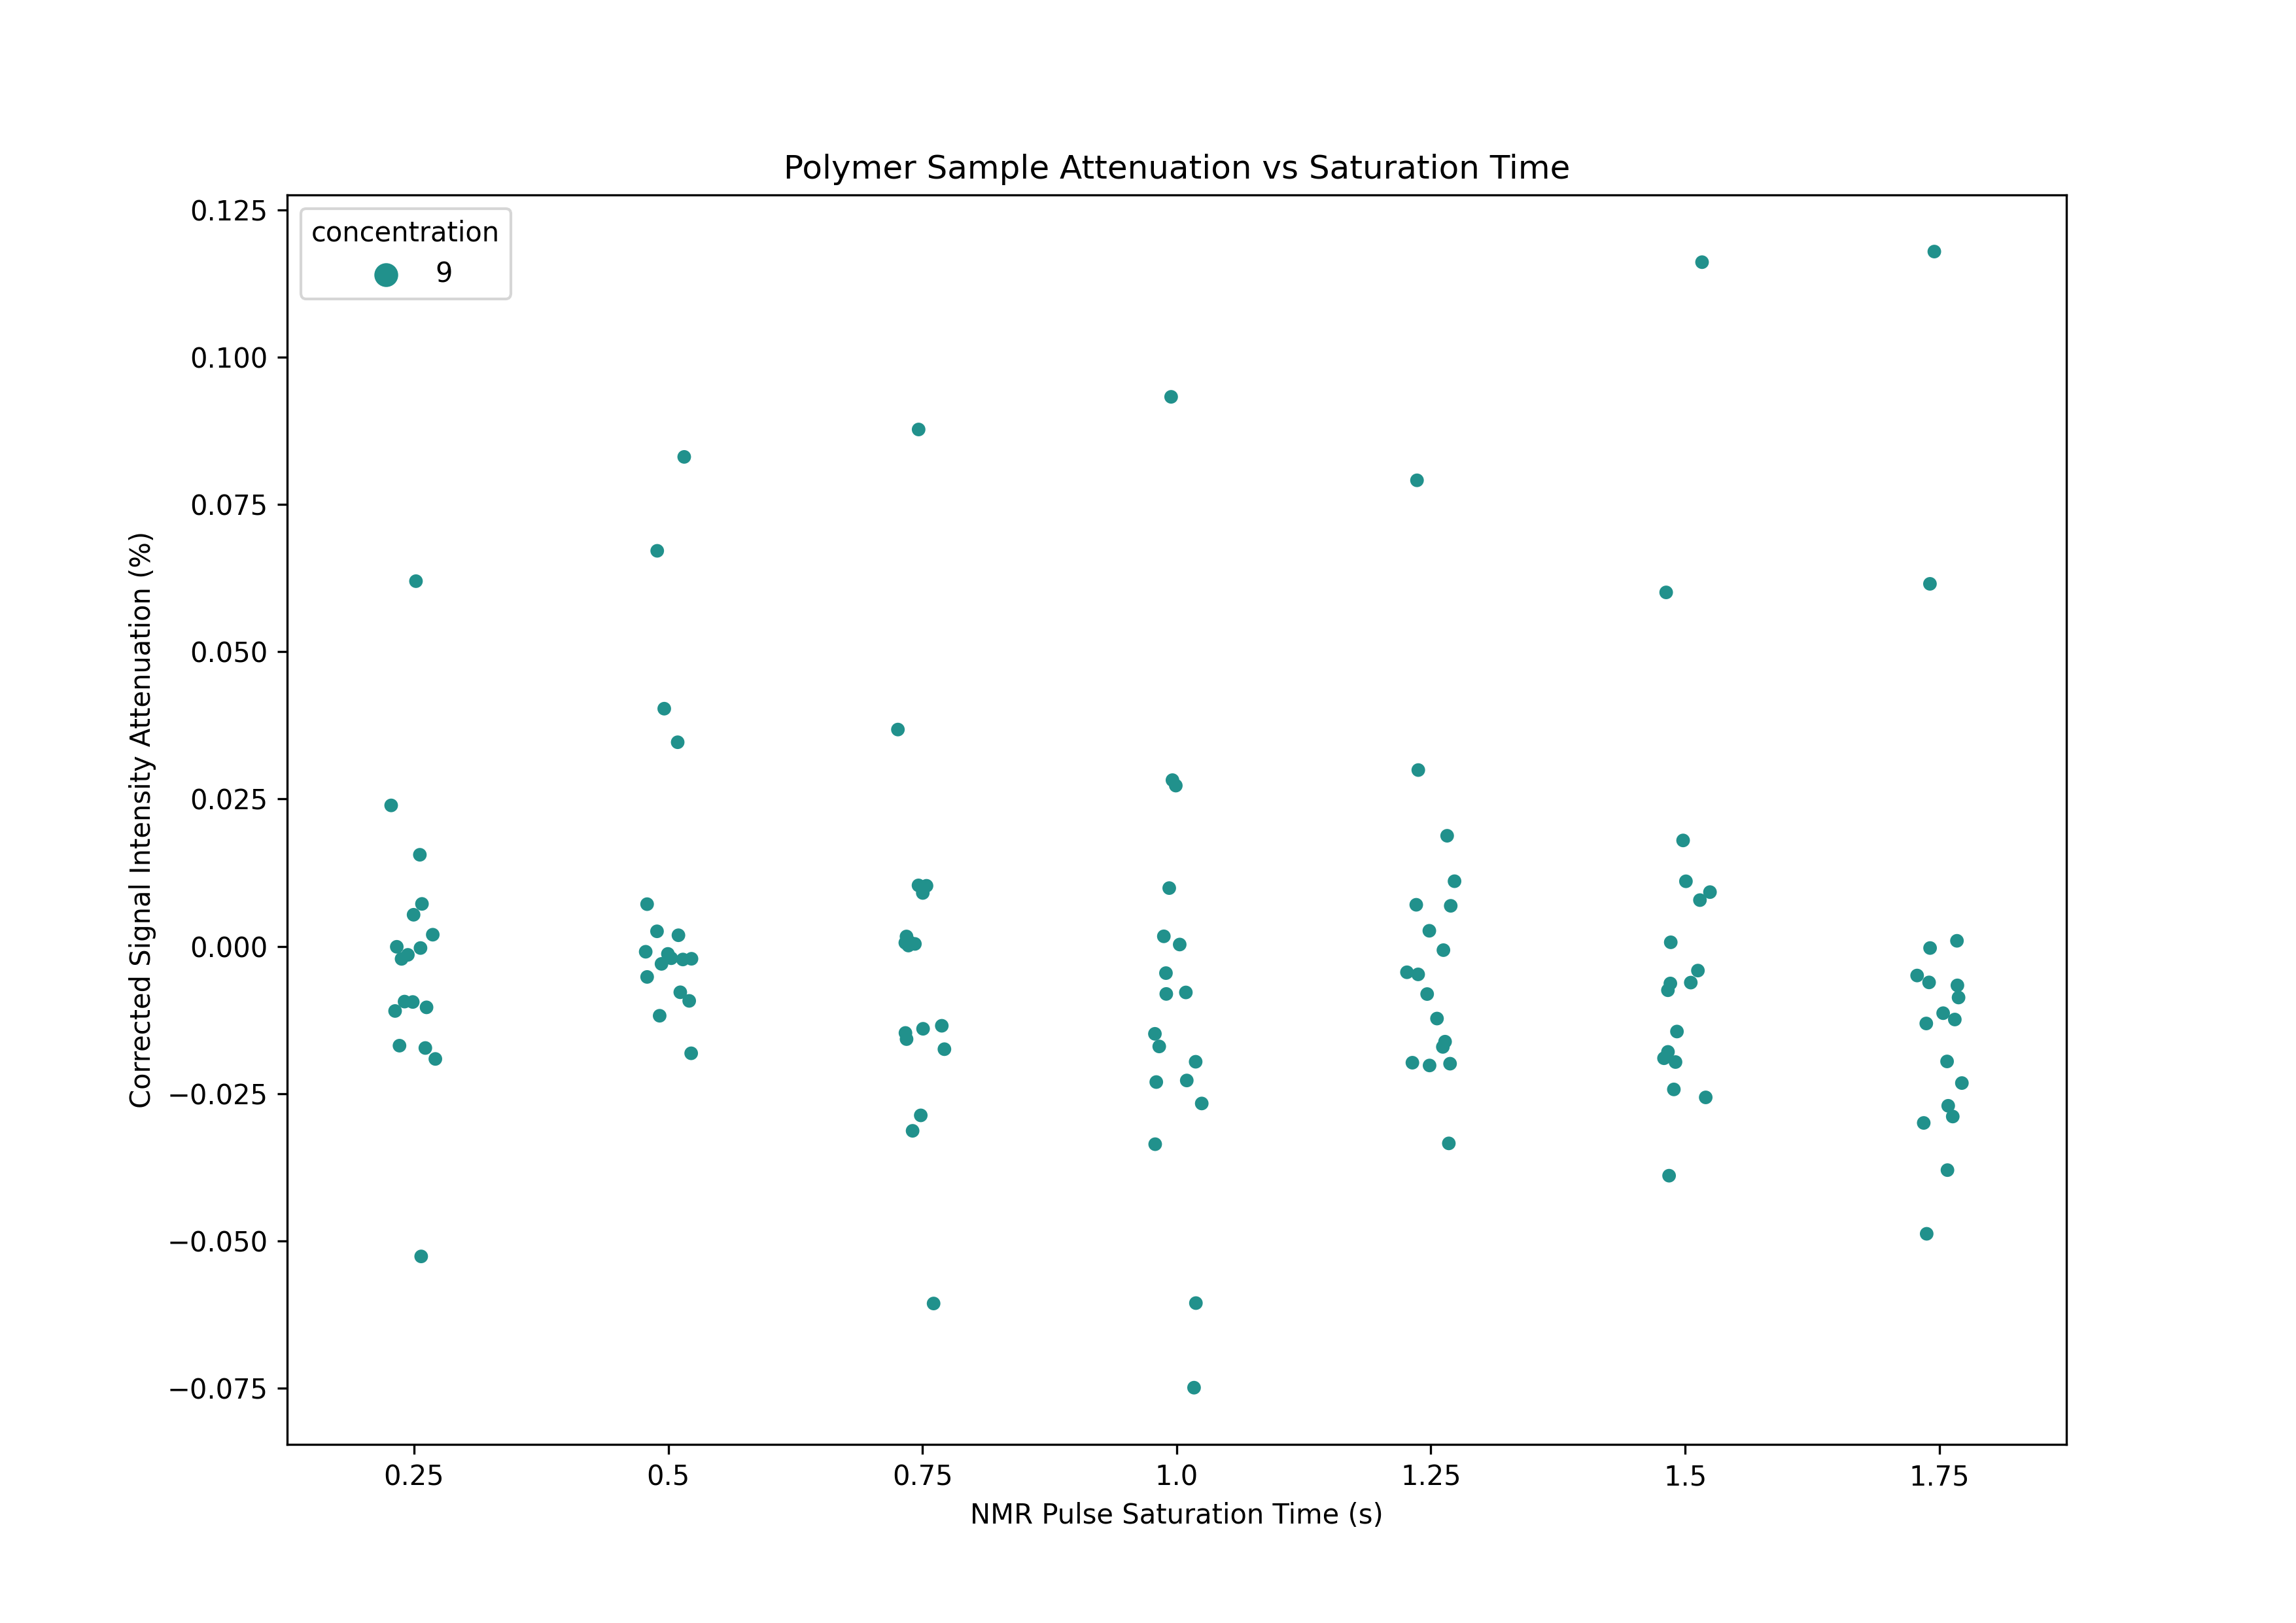 Polymer Sample Attenuation vs Saturation Time
concentration
9
0.125
0.100
0.075
0.050
0.025
0.000
−0.025
−0.050
−0.075
Corrected Signal Intensity Attenuation (%)
0.25 0.5 0.75 1.0 1.25 1.5 1.75
NMR Pulse Saturation Time (s)